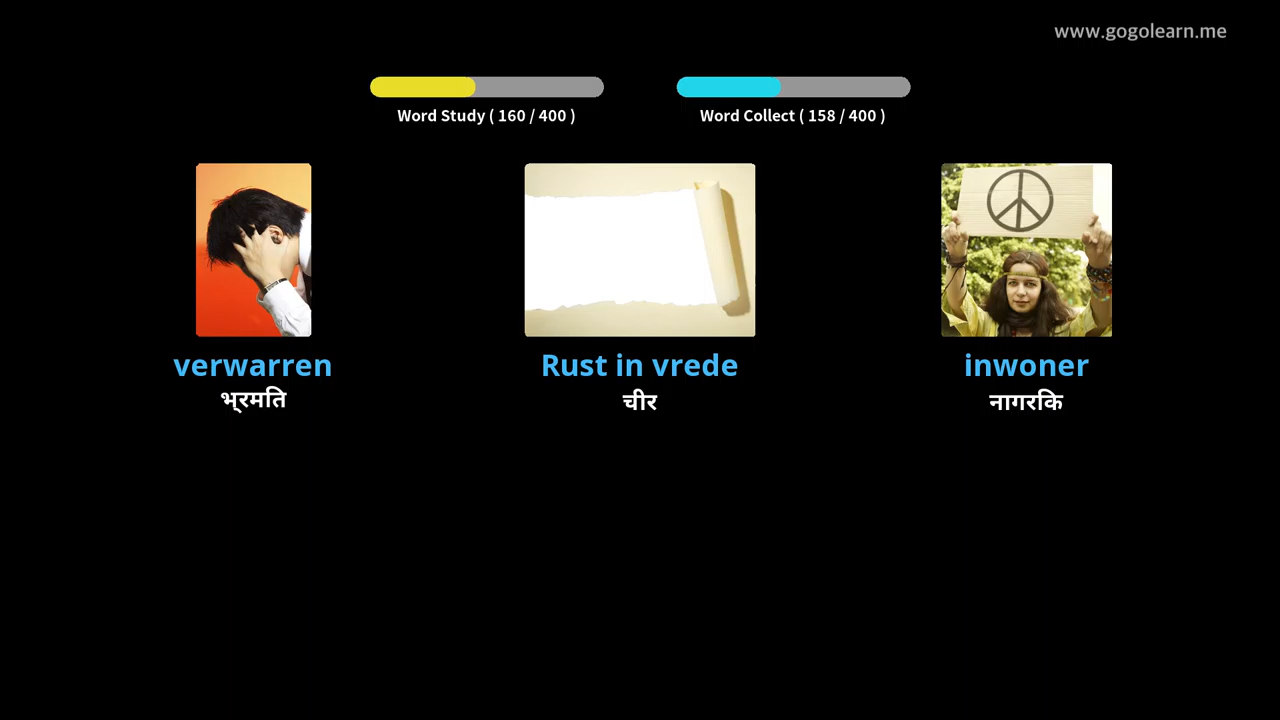 www.gogolearn.me
Word Study ( 160 / 400 )
Word Collect ( 158 / 400 )
verwarren
भ्रमति
Rust in vrede
चीर
inwoner
नागरकि